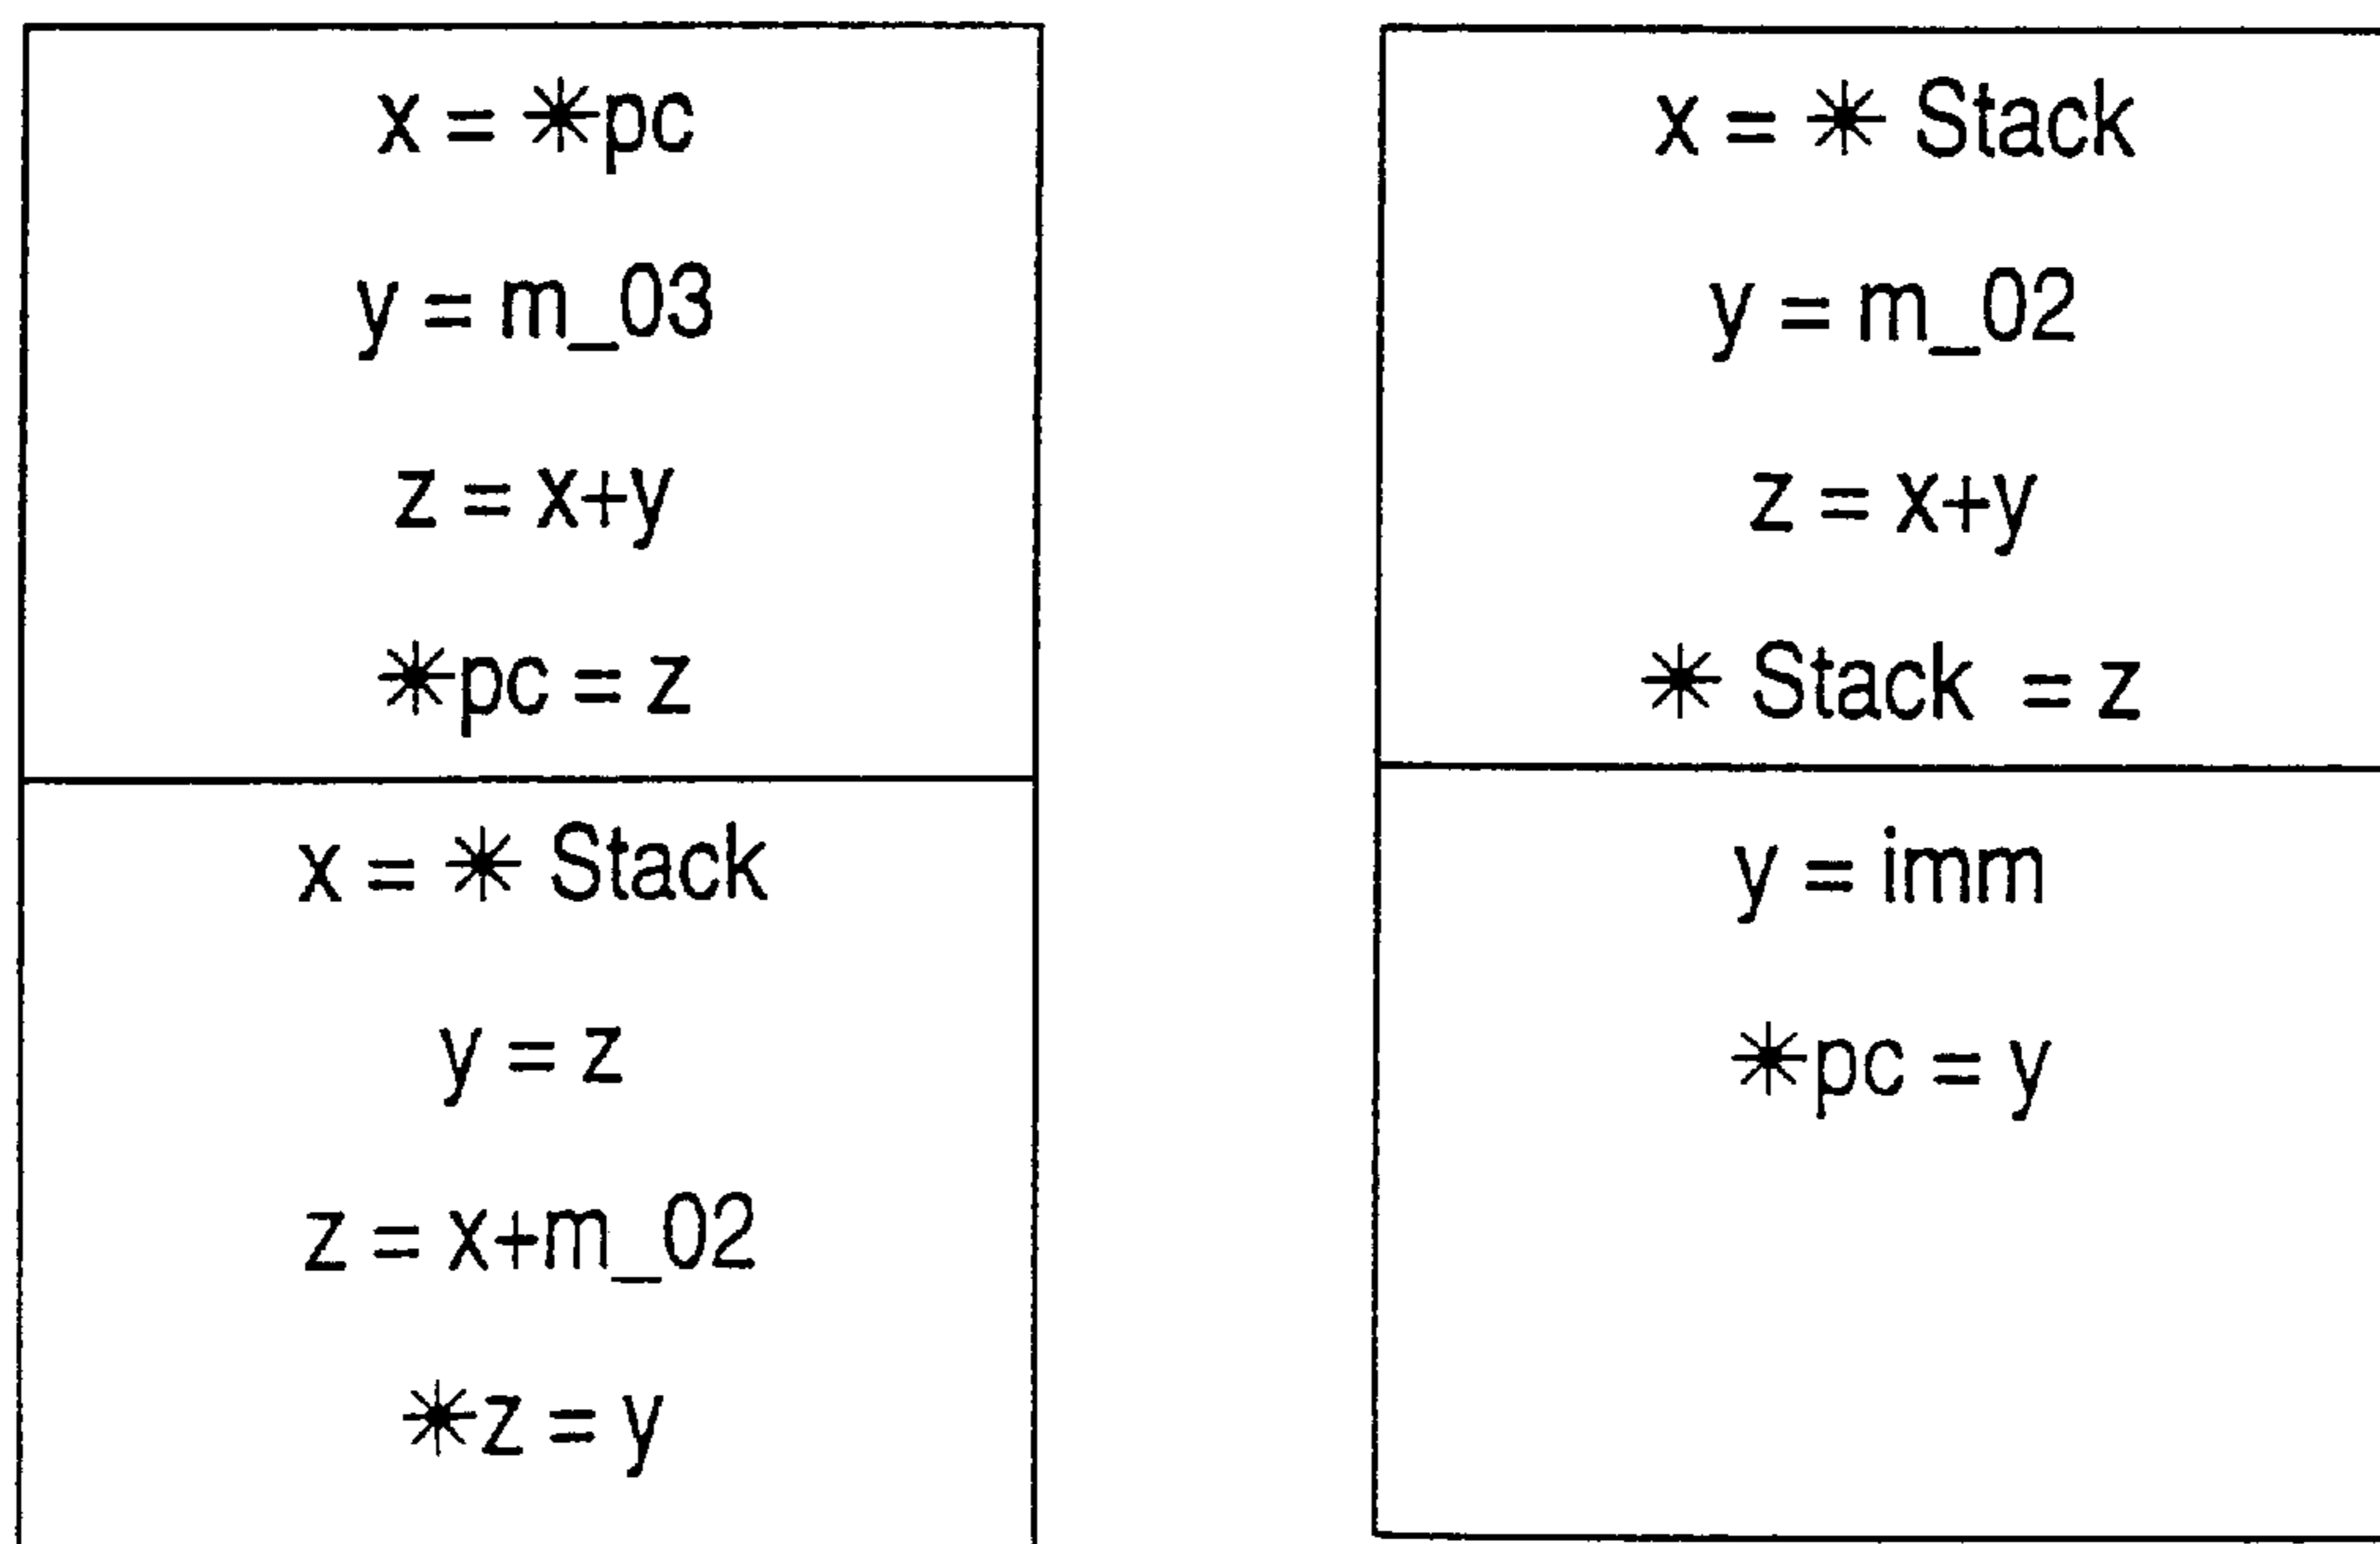 x = *pc
y = m_03
z = x+y
*pc = z
x = * Stack
y = z
z = x+m_02
*z = y
x = * Stack
y = m_02
z = x+y
* Stack = z
y = imm
*pc = y